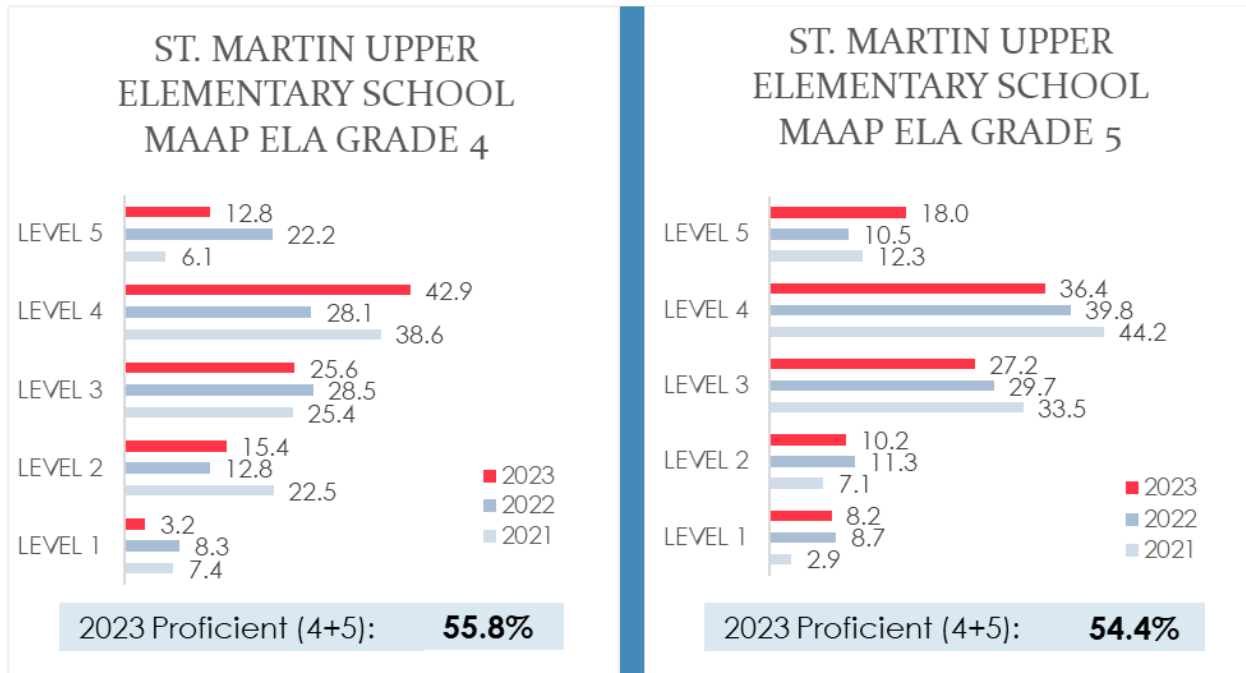 ST. MARTIN UPPER
ELEMENTARY SCHOOL
MAAP ELA GRADE 4
LEVEL 5
12.8
22.2
6.1
LEVEL 4
42.9
28.1
38.6
LEVEL 3
25.6
28.5
25.4
LEVEL 2
15.4
12.8
22.5
LEVEL 1
3.2
8.3
7.4
2023
2022
2021
2023 Proficient (4+5): 55.8%
ST. MARTIN UPPER
ELEMENTARY SCHOOL
MAAP ELA GRADE 5
LEVEL 5
18.0
10.5
12.3
LEVEL 4
36.4
39.8
44.2
LEVEL 3
27.2
29.7
33.5
LEVEL 2
10.2
11.3
7.1
LEVEL 1
8.2
8.7
2.9
2023
2022
2021
2023 Proficient (4+5): 54.4%